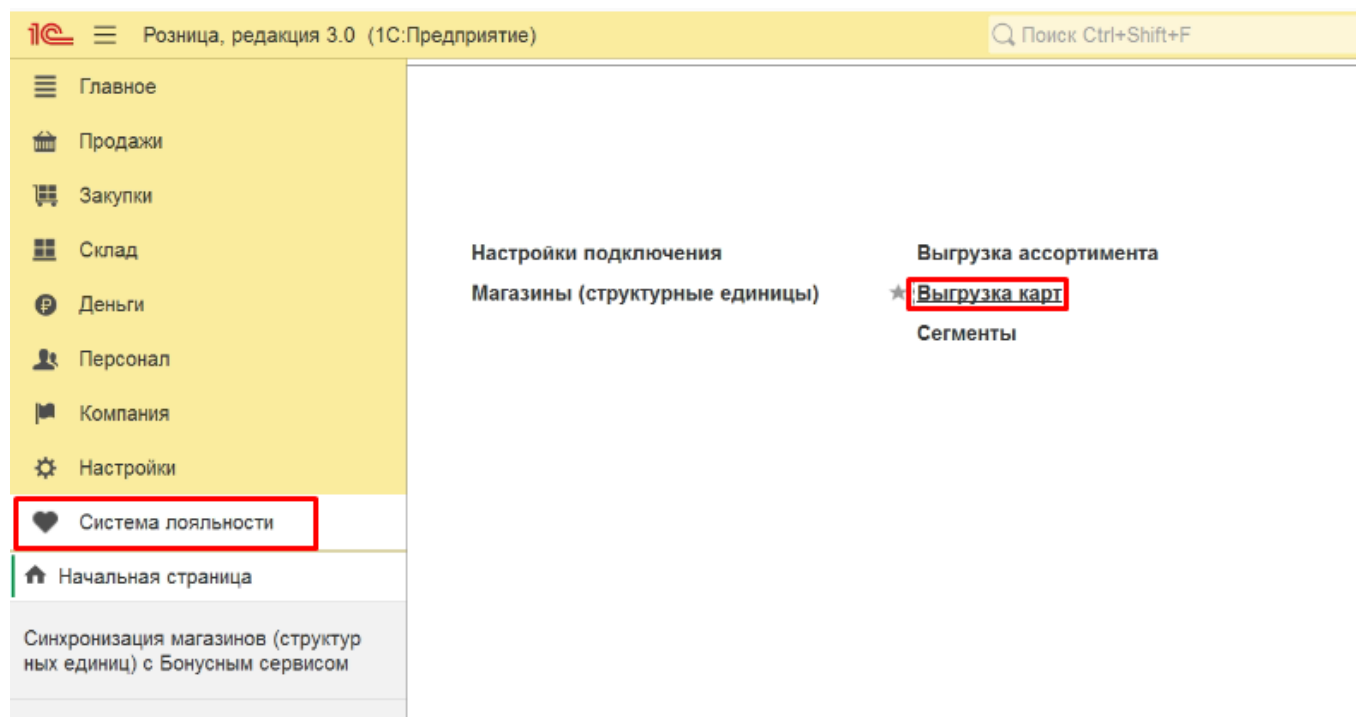 1С Розница, редакция 3.0 (1С:Предприятие) Поиск Ctrl+Shift+F
Главное
Продажи
Закупки
Склад
Деньги
Персонал
Компания
Настройки
Система лояльности
Начальная страница
Синхронизация магазинов (структур
ных единиц) с Бонусным сервисом
Настройки подключения
Магазины (структурные единицы)
Выгрузка ассортимента
Выгрузка карт
Сегменты